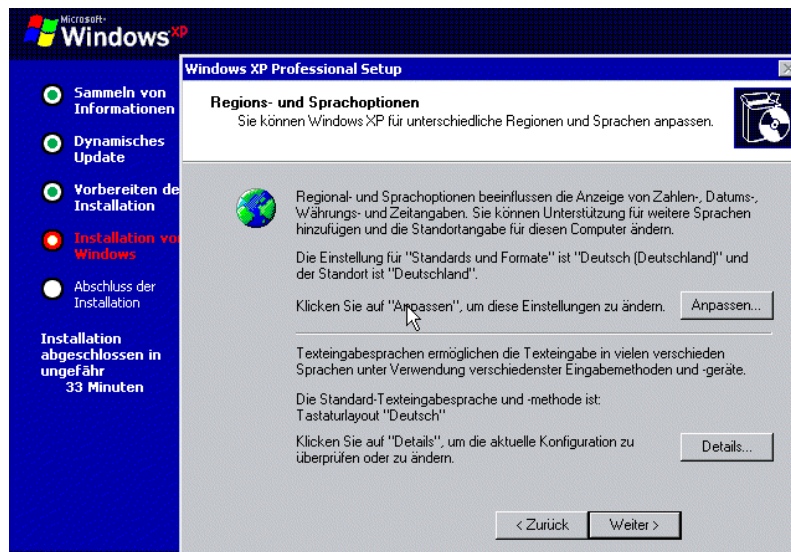 Microsoft
Windows XP
Windows XP Professional Setup
Sammeln von
Informationen
Dynamisches
Update
Vorbereiten de
Installation
Installation vo
Windows
Abschluss der
Installation
Installation
abgeschlossen in
ungefähr
33 Minuten
Regions- und Sprachoptionen
Sie können Windows XP für unterschiedliche Regionen und Sprachen anpassen.
Regional- und Sprachoptionen beeinflussen die Anzeige von Zahlen-, Datums-,
Währungs- und Zeitangaben. Sie können Unterstützung für weitere Sprachen
hinzufügen und die Standortangabe für diesen Computer ändern.
Die Einstellung für "Standards und Formate" ist "Deutsch (Deutschland)" und
der Standort ist "Deutschland".
Klicken Sie auf "Anpassen", um diese Einstellungen zu ändern.
Anpassen...
Texteingabesprachen ermöglichen die Texteingabe in vielen verschieden
Sprachen unter Verwendung verschiedenster Eingabemethoden und -geräte.
Die Standard-Texteingabesprache und -methode ist:
Tastaturlayout "Deutsch"
Klicken Sie auf "Details", um die aktuelle Konfiguration zu
überprüfen oder zu ändern.
Details...
< Zurück
Weiter >